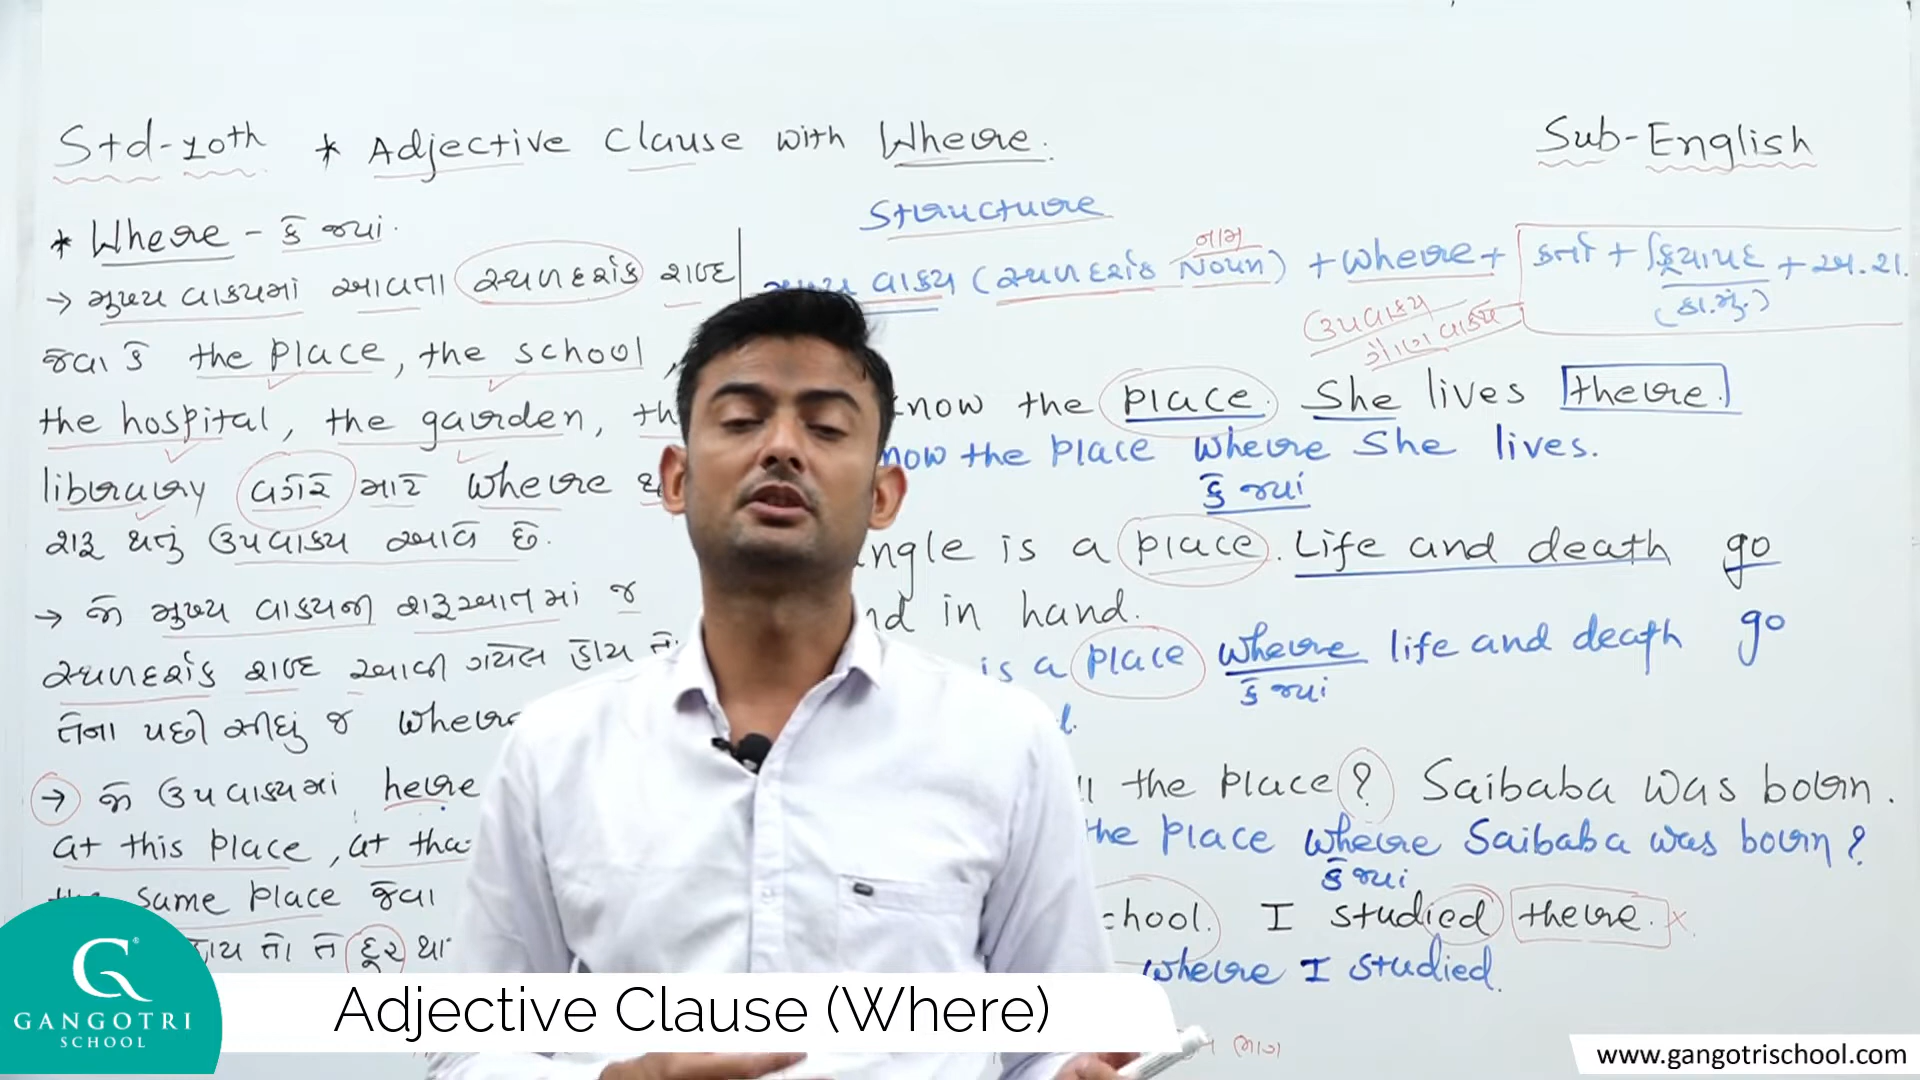 Std-10th * Adjective Clause with Where.
Sub-English
* Where - કે જ્યાં.
→ મુખ્ય વાક્યમાં આવતા સ્થળદર્શક શબ્દ
જેવા કે the place, the school,
the hospital, the garden, the
library વગેરે માટે where થી
શરૂ થતું ઉપવાક્ય આવે છે.
→ જો મુખ્ય વાક્યની શરૂઆતમાં જ
સ્થળદર્શક શબ્દ આવી ગયેલ હોય તો
તેના પછી સીધું જ where
→ જો ઉપવાક્યમાં here
at this place, at tha
the same place જેવા
હોય તો તે દૂર થા
Structure
નામ
મુખ્ય વાક્ય (સ્થળદર્શક Noun) + where + કર્તા + ક્રિયાપદ + અ.શ.
(કા.મુ.)
ઉપવાક્ય
ગૌણ વાક્ય
know the place. She lives there.
now the place where she lives.
કે જ્યાં
ngle is a place. Life and death go
nd in hand.
is a place where life and death go
કે જ્યાં
d.
ll the place? Saibaba was born.
the place where Saibaba was born?
કે જ્યાં
chool. I studied there. x
where I studied.
ભાગ
GANGOTRI
SCHOOL
Adjective Clause (Where)
www.gangotrischool.com